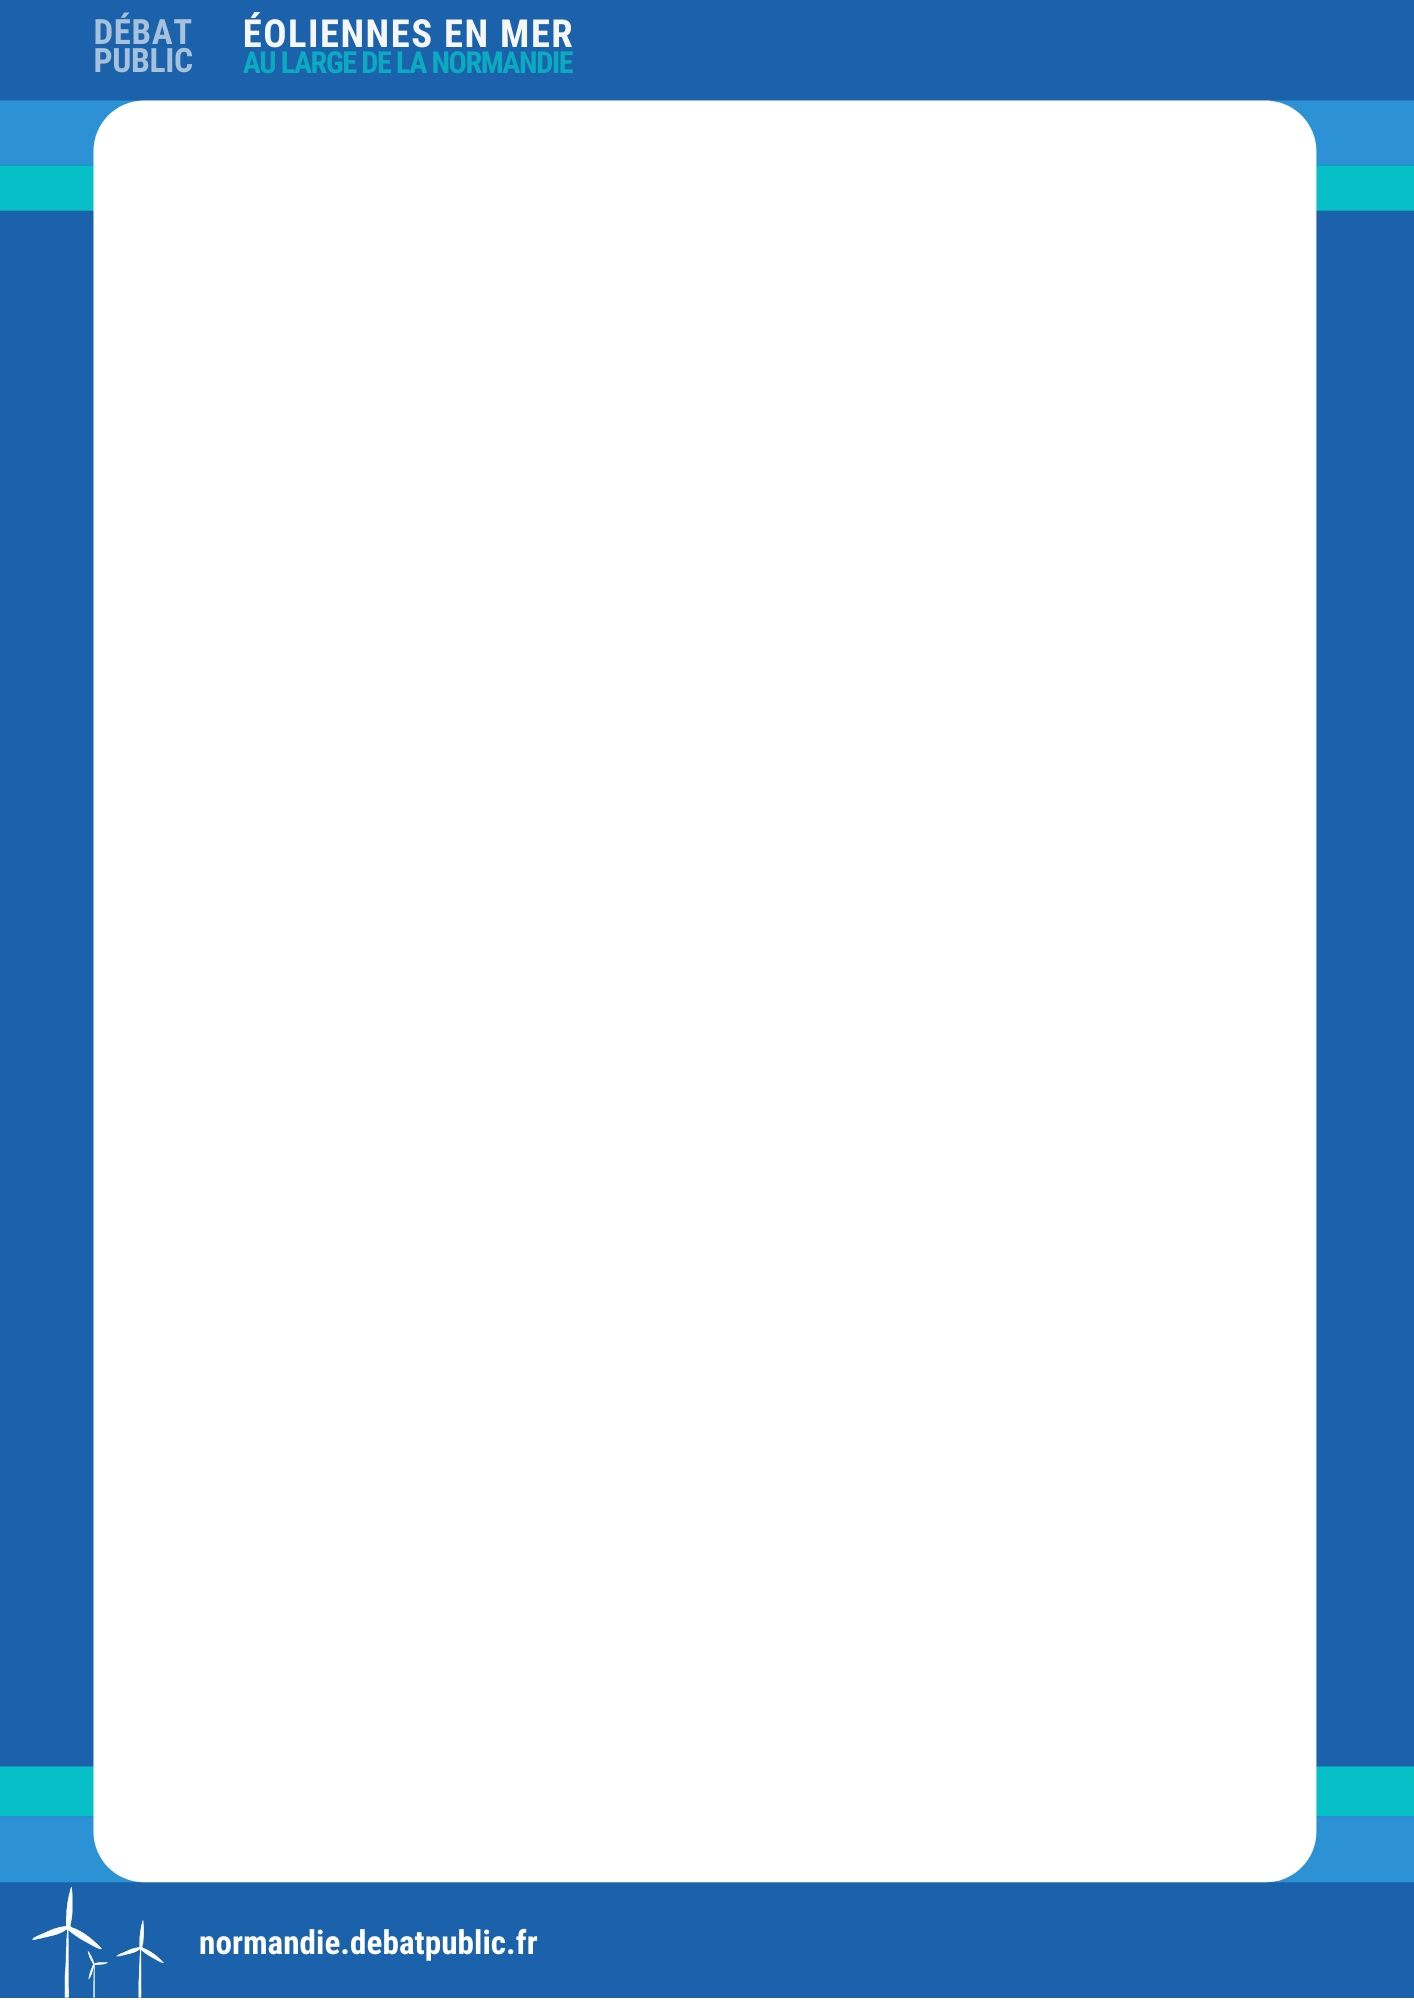 DÉBAT
PUBLIC
ÉOLIENNES EN MER
AU LARGE DE LA NORMANDIE
normandie.debatpublic.fr